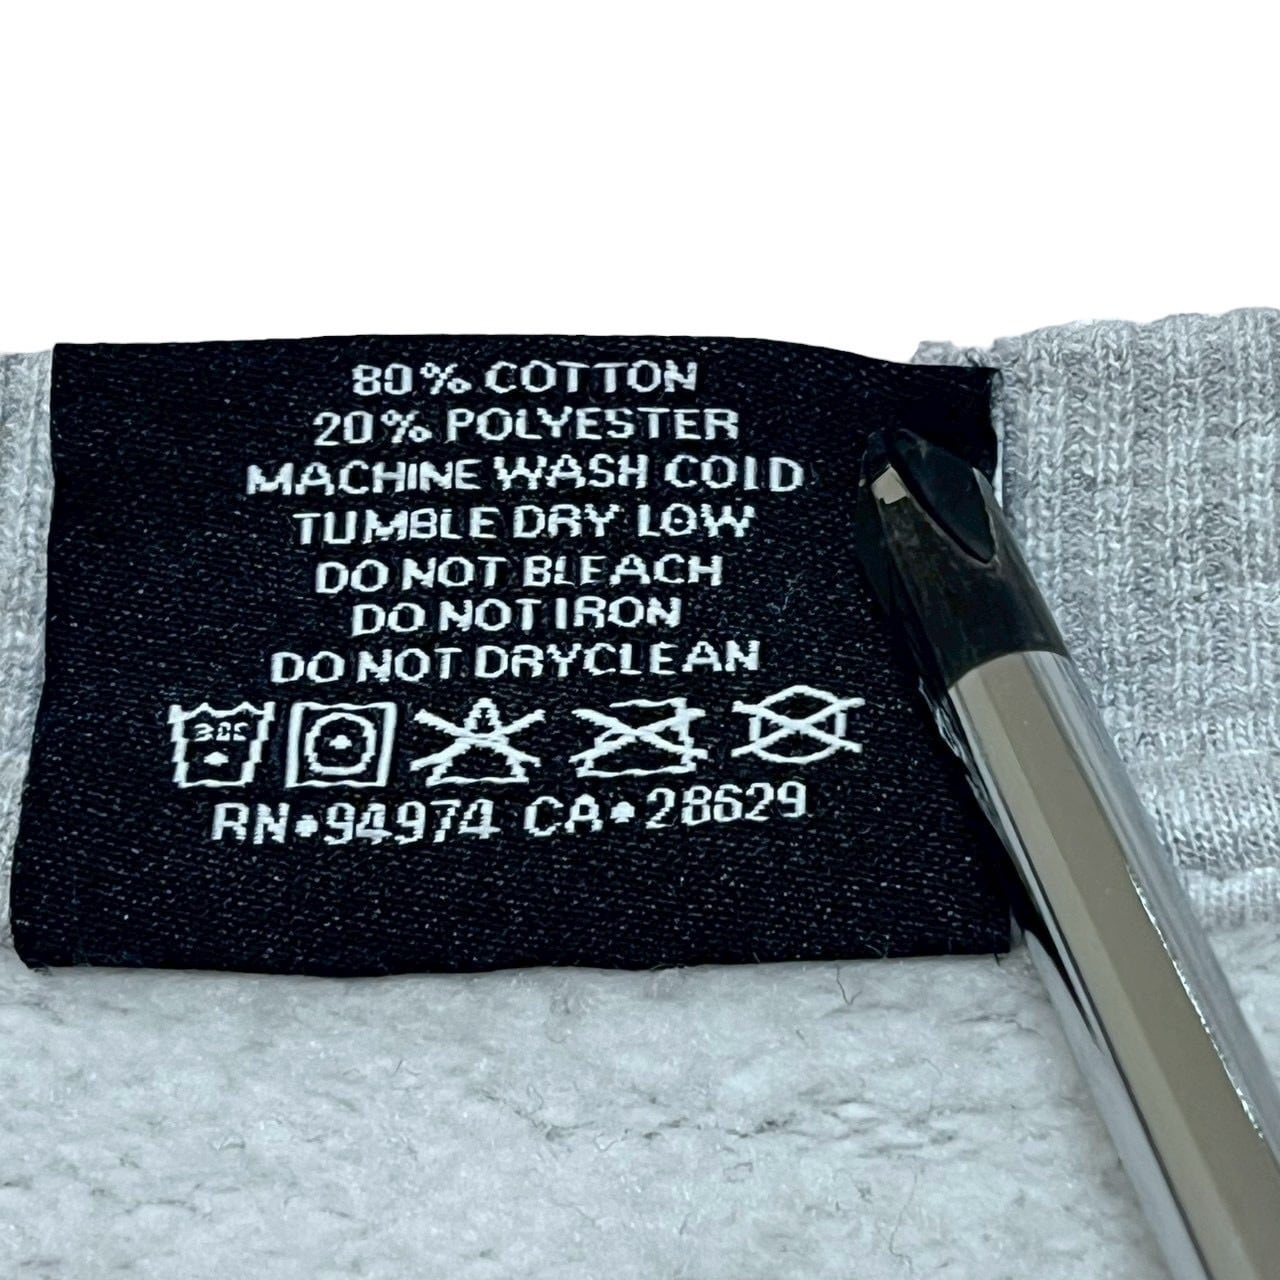 80% COTTON
20% POLYESTER
MACHINE WASH COLD
TUMBLE DRY LOW
DO NOT BLEACH
DO NOT IRON
DO NOT DRYCLEAN
30C
RN•94974 CA•28629